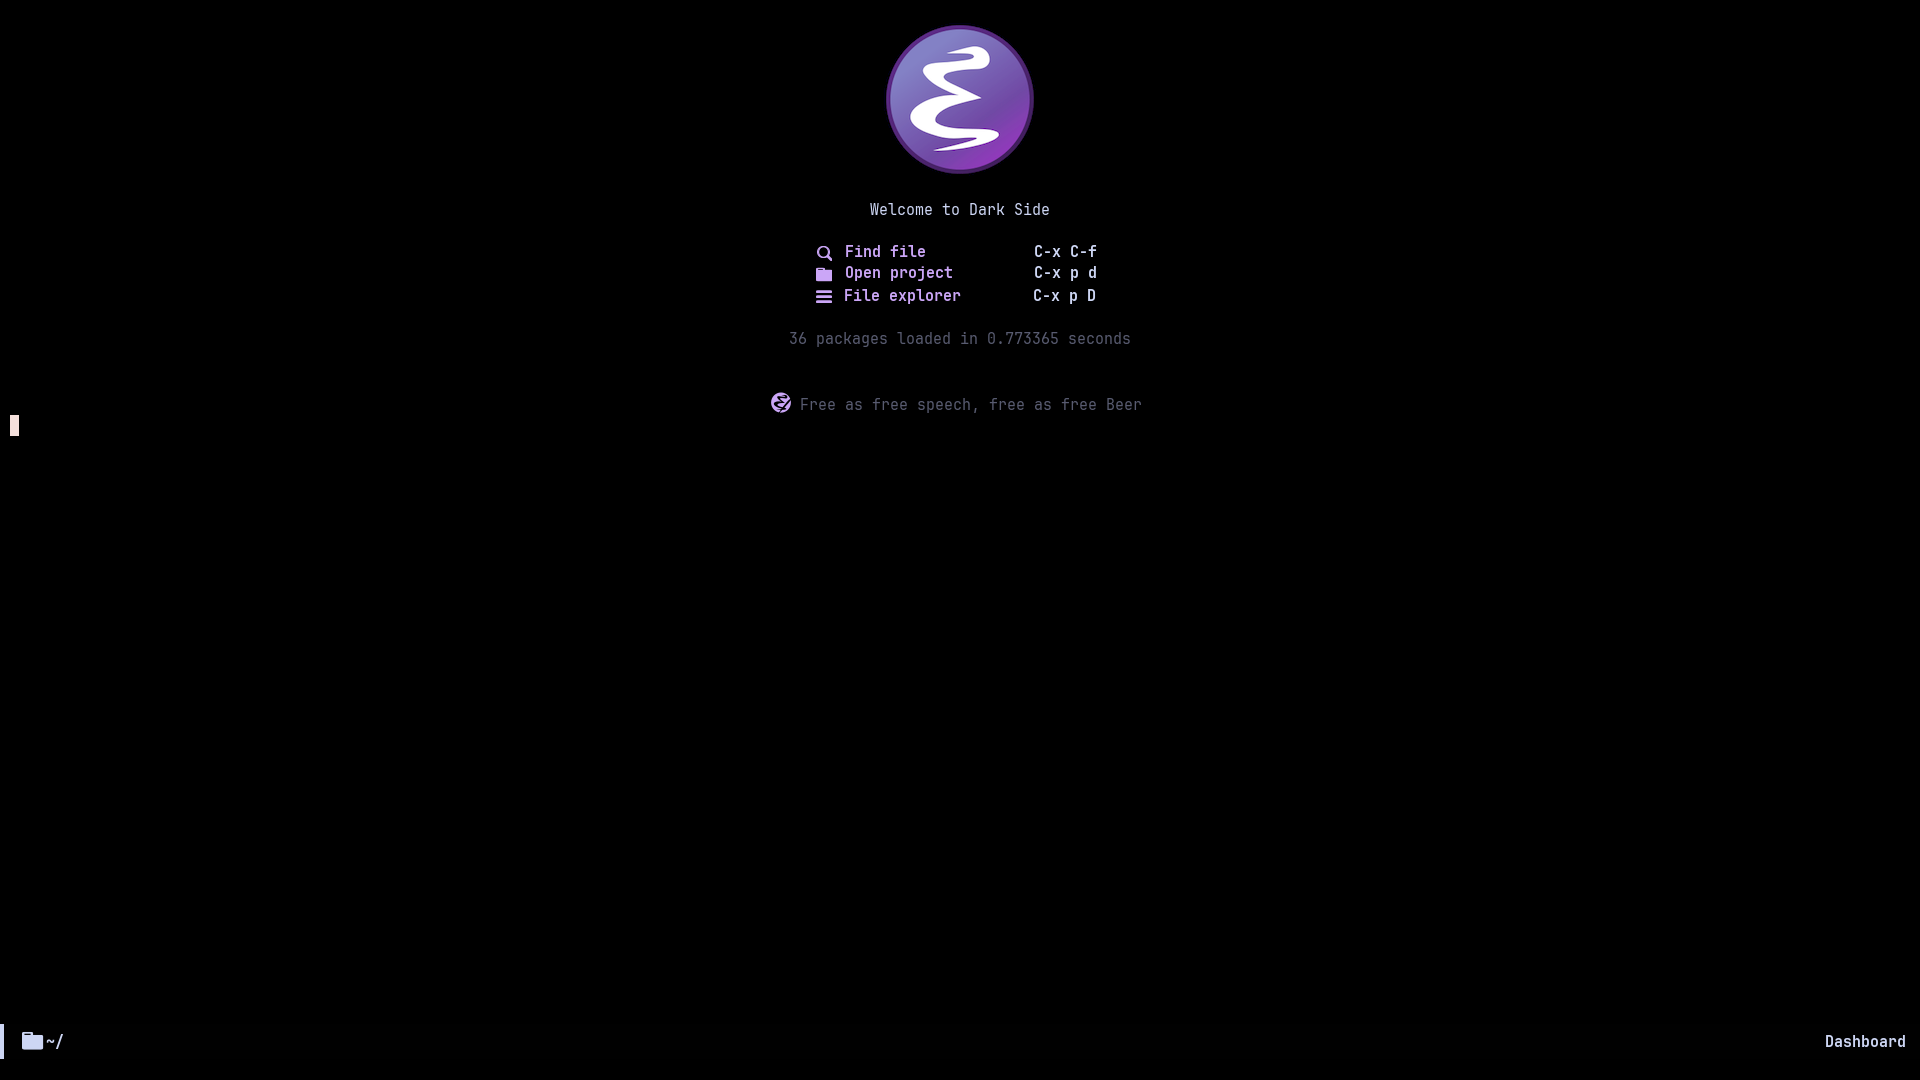 Welcome to Dark Side
Find file C-x C-f
Open project C-x p d
File explorer C-x p D
36 packages loaded in 0.773365 seconds
Free as free speech, free as free Beer
~/ Dashboard